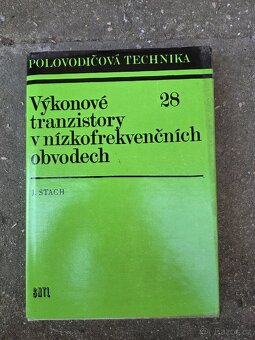 POLOVODIČOVÁ TECHNIKA
Výkonové 28
tranzistory
v nízkofrekvenčních
obvodech
J. STACH
SNTL